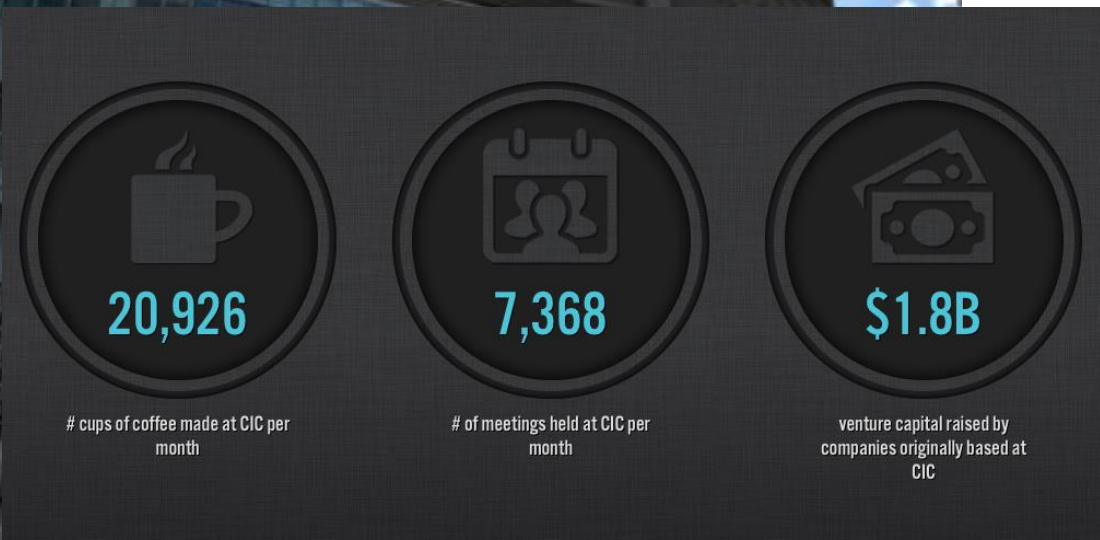 20,926
# cups of coffee made at CIC per
month
7,368
# of meetings held at CIC per
month
$1.8B
venture capital raised by
companies originally based at
CIC